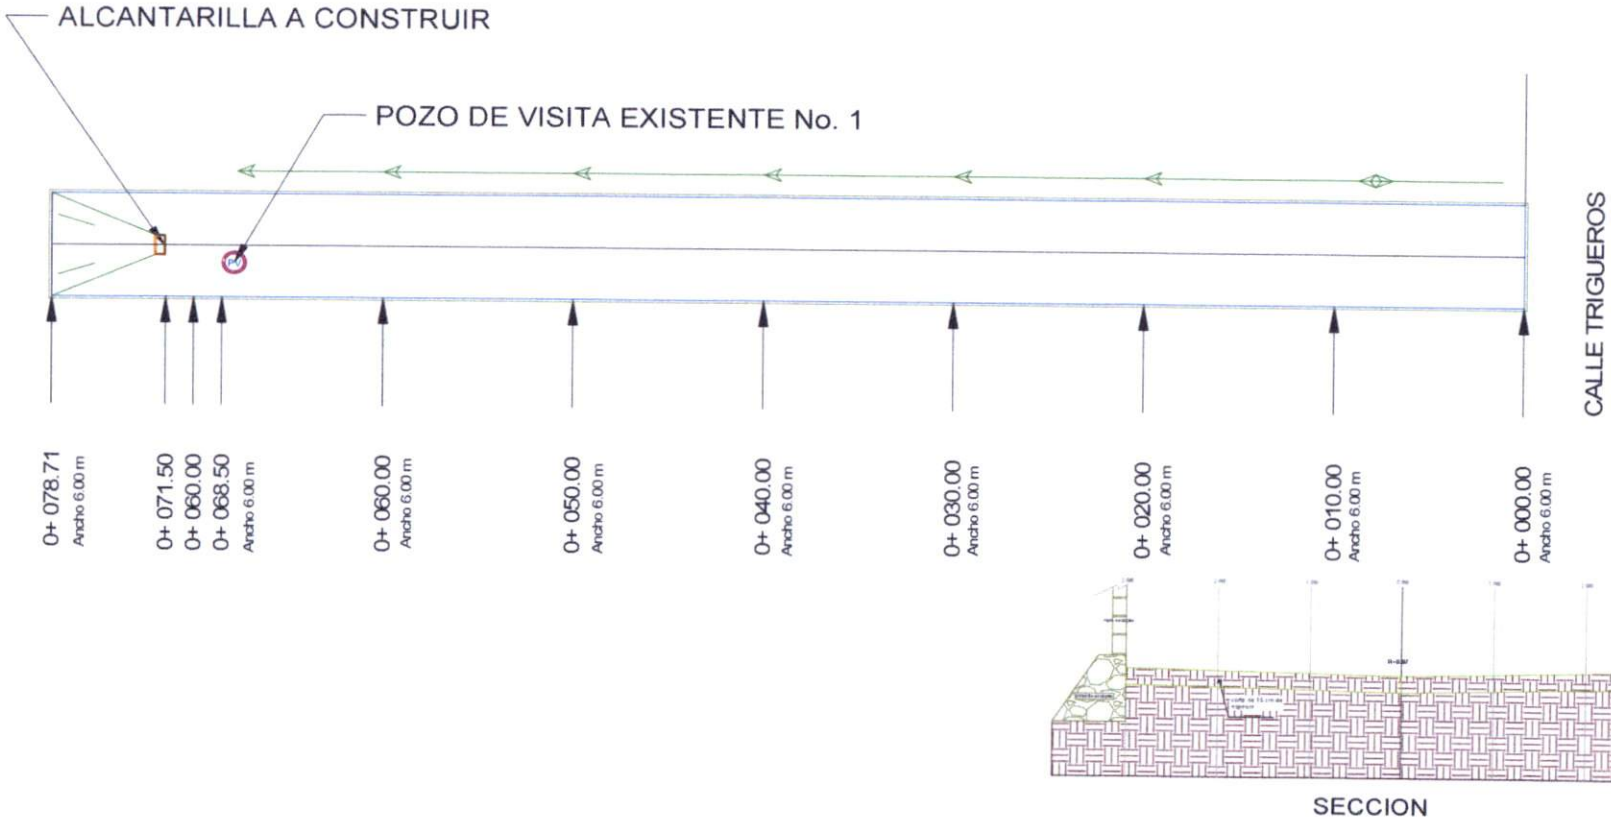 ALCANTARILLA A CONSTRUIR
POZO DE VISITA EXISTENTE No. 1
PV
CALLE TRIGUEROS
0+ 078.71
Ancho 6.00 m
0+ 071.50
0+ 060.00
0+ 068.50
Ancho 6.00 m
0+ 060.00
Ancho 6.00 m
0+ 050.00
Ancho 6.00 m
0+ 040.00
Ancho 6.00 m
0+ 030.00
Ancho 6.00 m
0+ 020.00
Ancho 6.00 m
0+ 010.00
Ancho 6.00 m
0+ 000.00
Ancho 6.00 m
SECCION